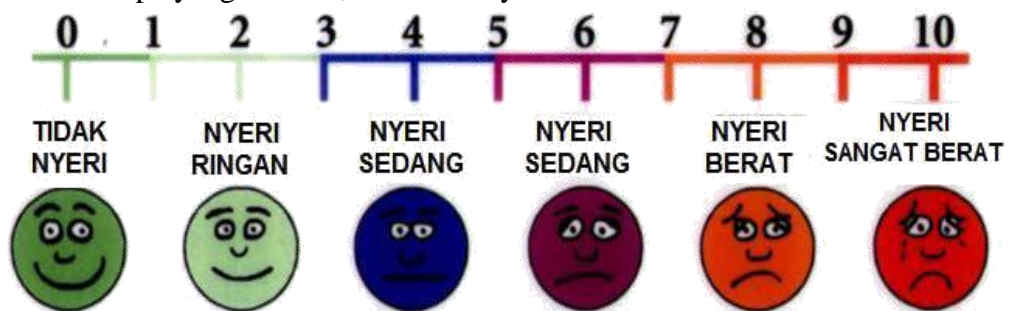 0 1 2 3 4 5 6 7 8 9 10
TIDAK NYERI
NYERI RINGAN
NYERI SEDANG
NYERI SEDANG
NYERI BERAT
NYERI SANGAT BERAT